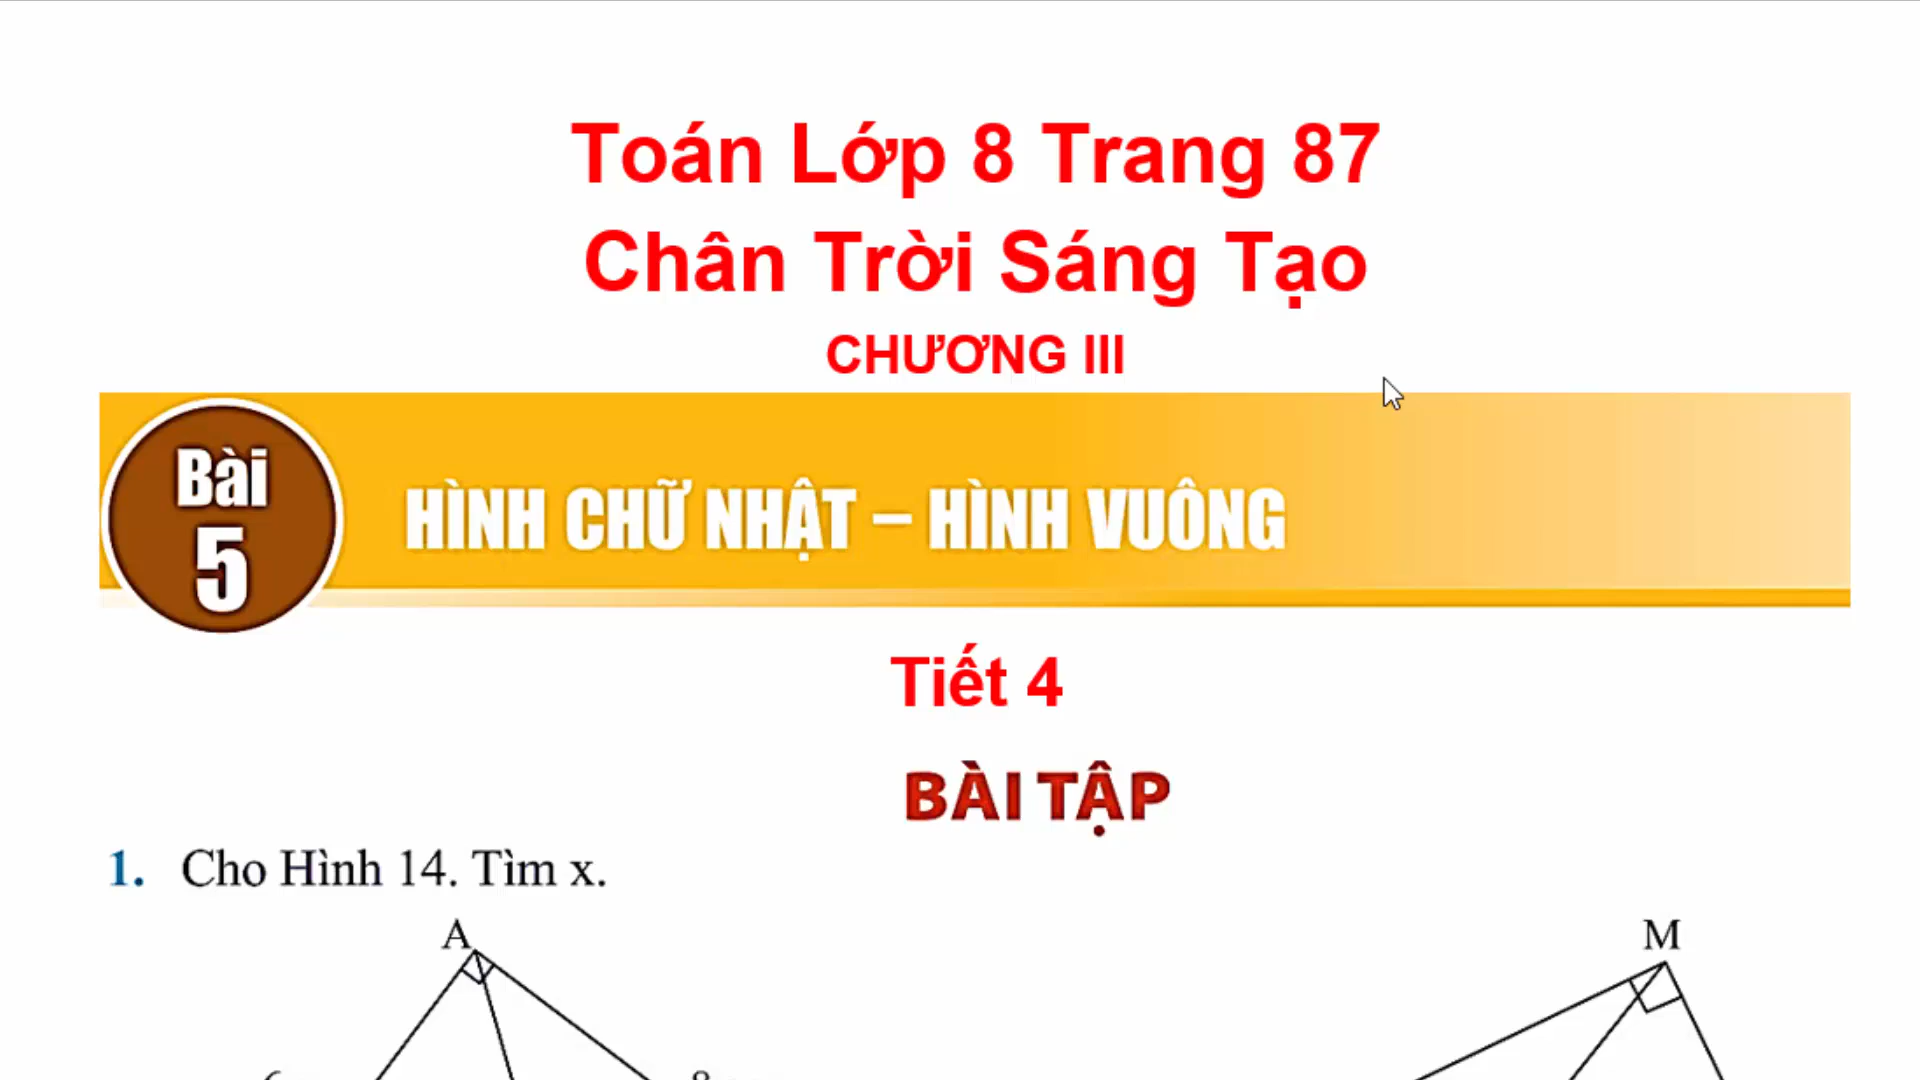 Toán Lớp 8 Trang 87
Chân Trời Sáng Tạo
CHƯƠNG III
Bài
5
HÌNH CHỮ NHẬT – HÌNH VUÔNG
Tiết 4
BÀI TẬP
1. Cho Hình 14. Tìm x.
A
M